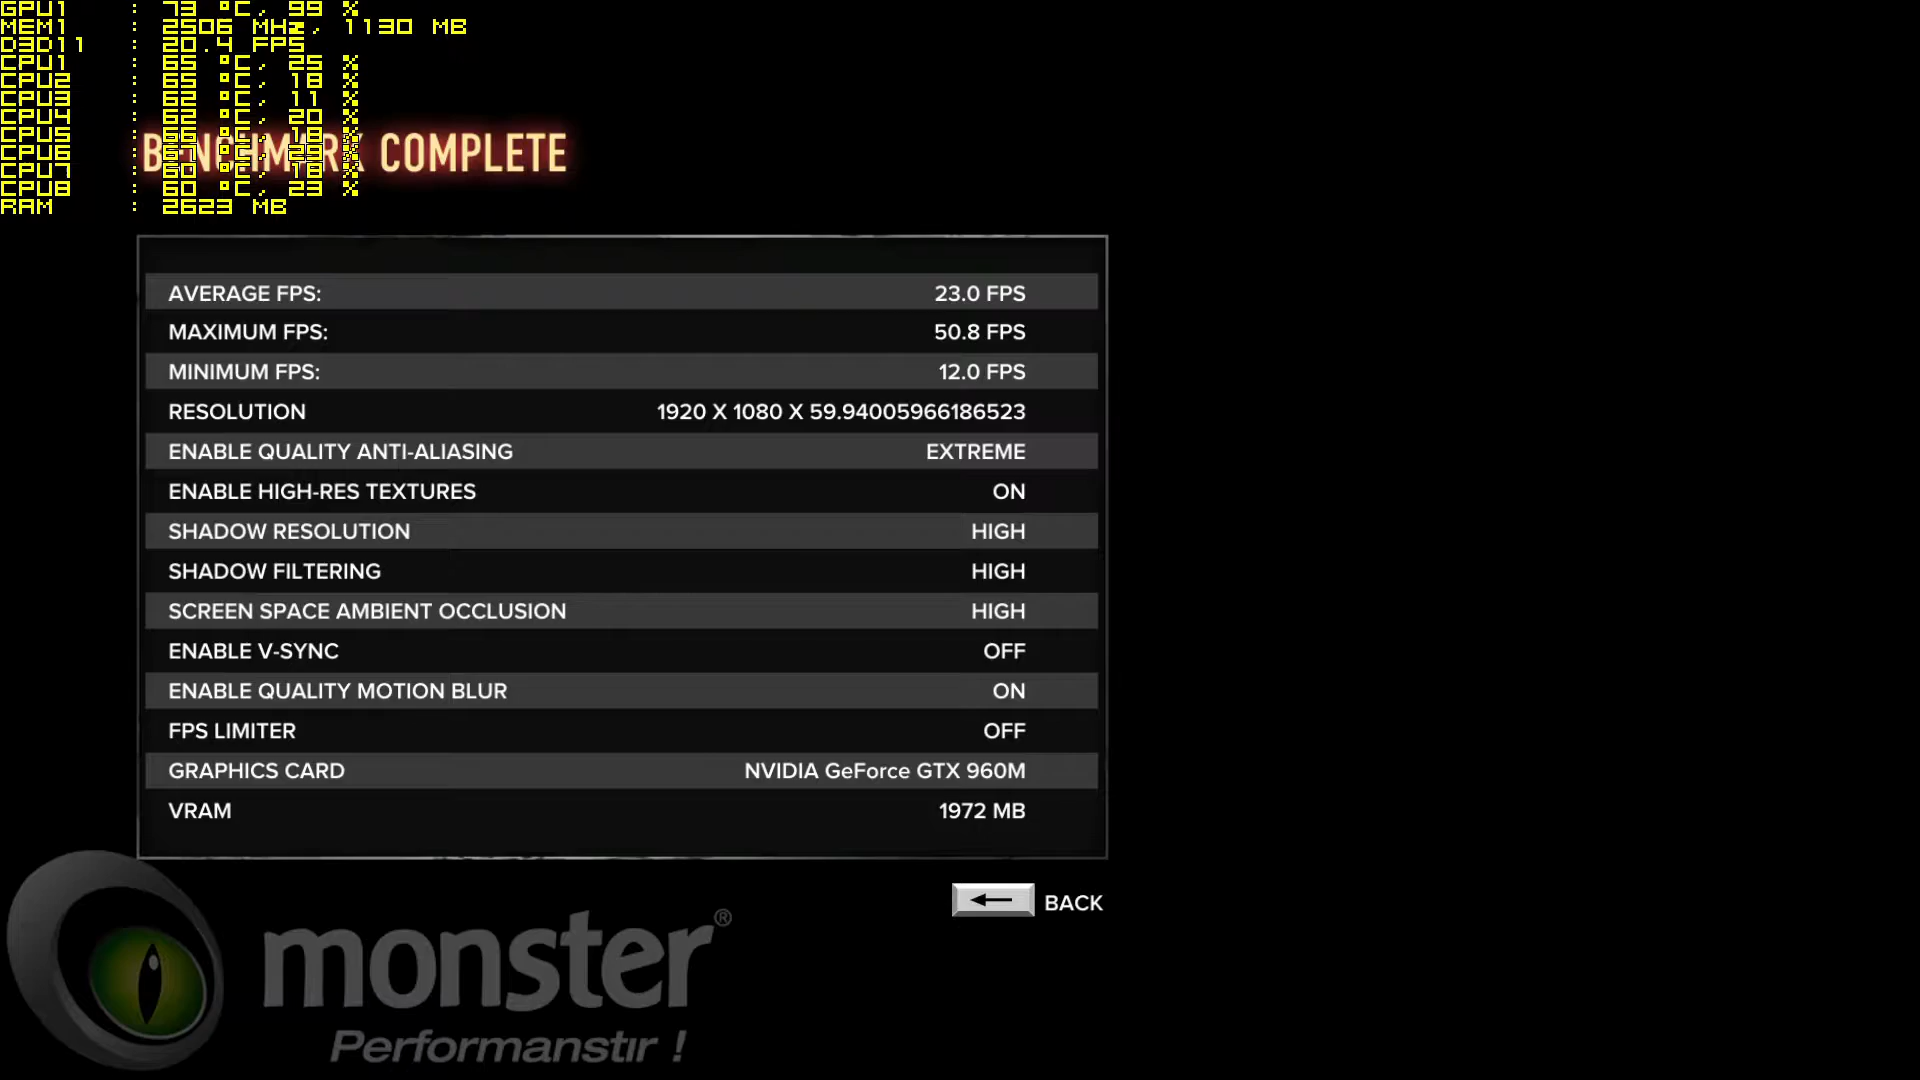 GPU1 : 73 °C, 99 %
MEM1 : 2506 MHz, 1130 MB
D3D11 : 20.4 FPS
CPU1 : 65 °C, 25 %
CPU2 : 65 °C, 18 %
CPU3 : 62 °C, 11 %
CPU4 : 62 °C, 20 %
CPU5 : °C, 18 %
CPU6 : °C, 29 %
CPU7 : 60 °C, 18 %
CPU8 : 60 °C, 23 %
RAM : 2623 MB
BENCHMARK COMPLETE
AVERAGE FPS: 23.0 FPS
MAXIMUM FPS: 50.8 FPS
MINIMUM FPS: 12.0 FPS
RESOLUTION 1920 X 1080 X 59.94005966186523
ENABLE QUALITY ANTI-ALIASING EXTREME
ENABLE HIGH-RES TEXTURES ON
SHADOW RESOLUTION HIGH
SHADOW FILTERING HIGH
SCREEN SPACE AMBIENT OCCLUSION HIGH
ENABLE V-SYNC OFF
ENABLE QUALITY MOTION BLUR ON
FPS LIMITER OFF
GRAPHICS CARD NVIDIA GeForce GTX 960M
VRAM 1972 MB
BACK
monster®
Performanstır !